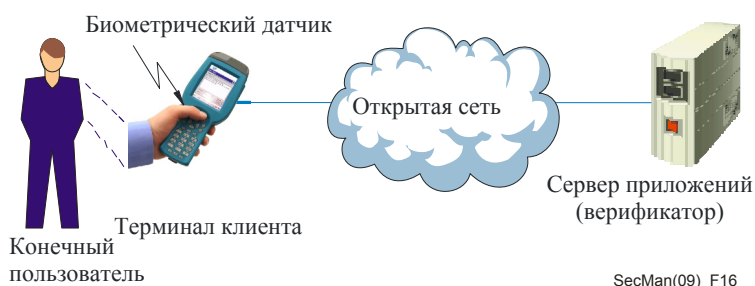 Биометрический датчик
Открытая сеть
Сервер приложений
(верификатор)
Терминал клиента
Конечный
пользователь
SecMan(09)_F16